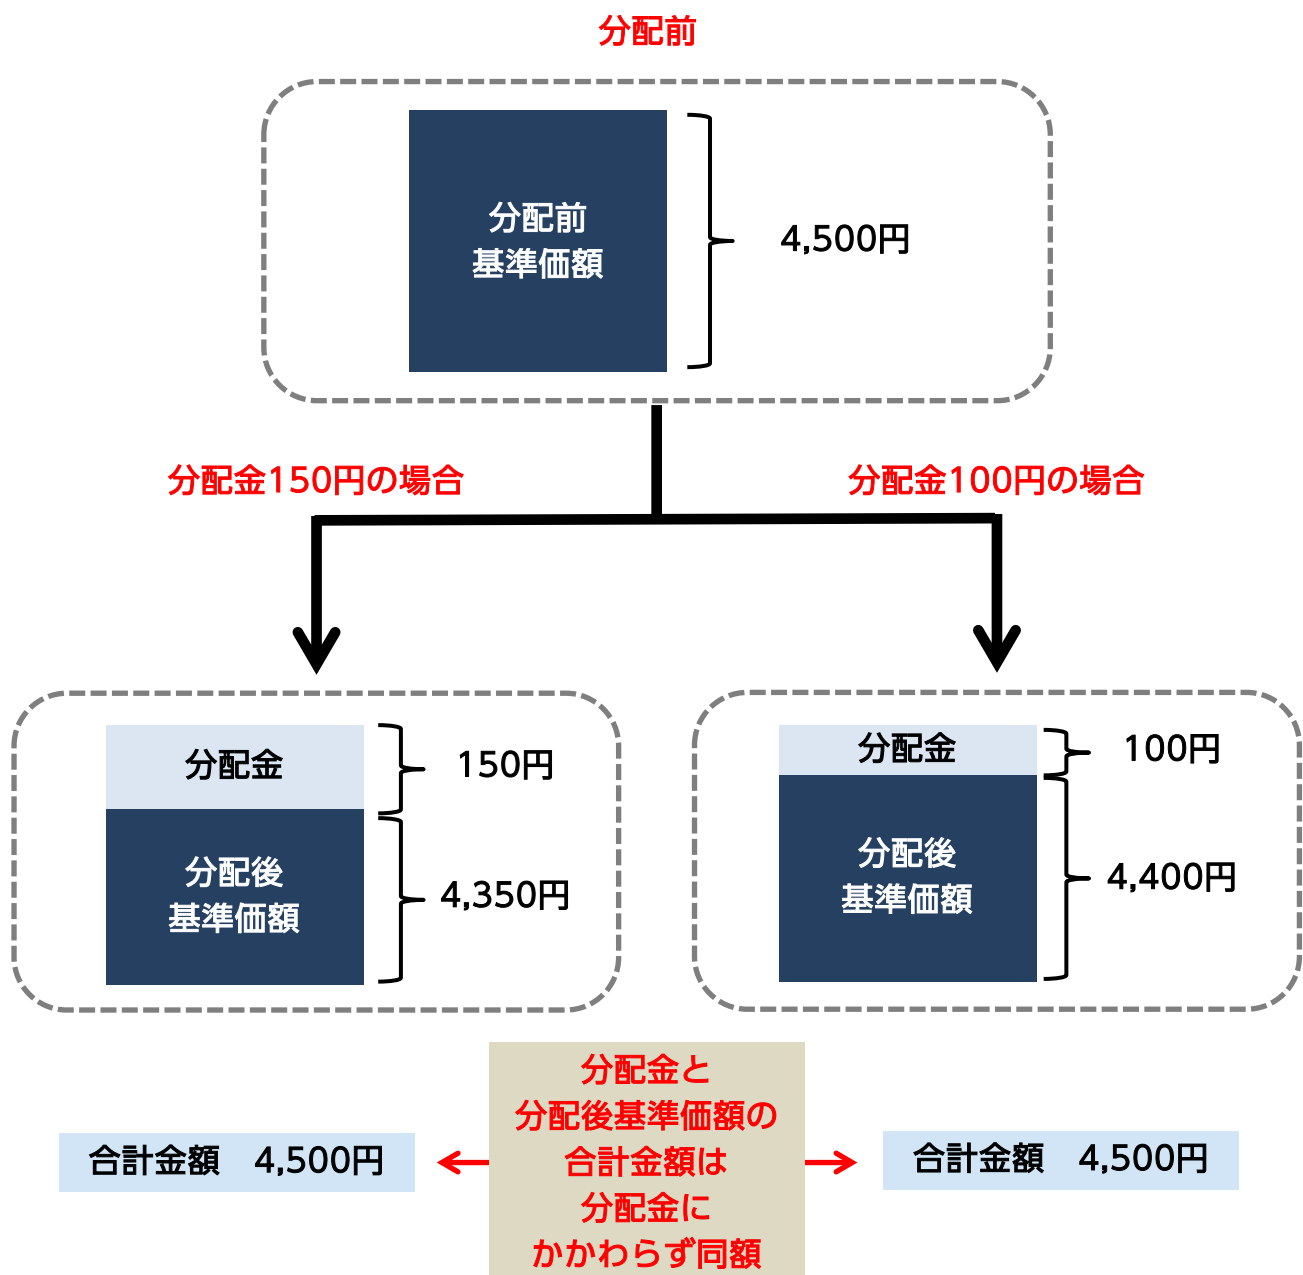 分配前
分配前
基準価額
4,500円
分配金150円の場合
分配金100円の場合
分配金
150円
分配後
基準価額
4,350円
分配金
100円
分配後
基準価額
4,400円
合計金額　4,500円
分配金と
分配後基準価額の
合計金額は
分配金に
かかわらず同額
合計金額　4,500円